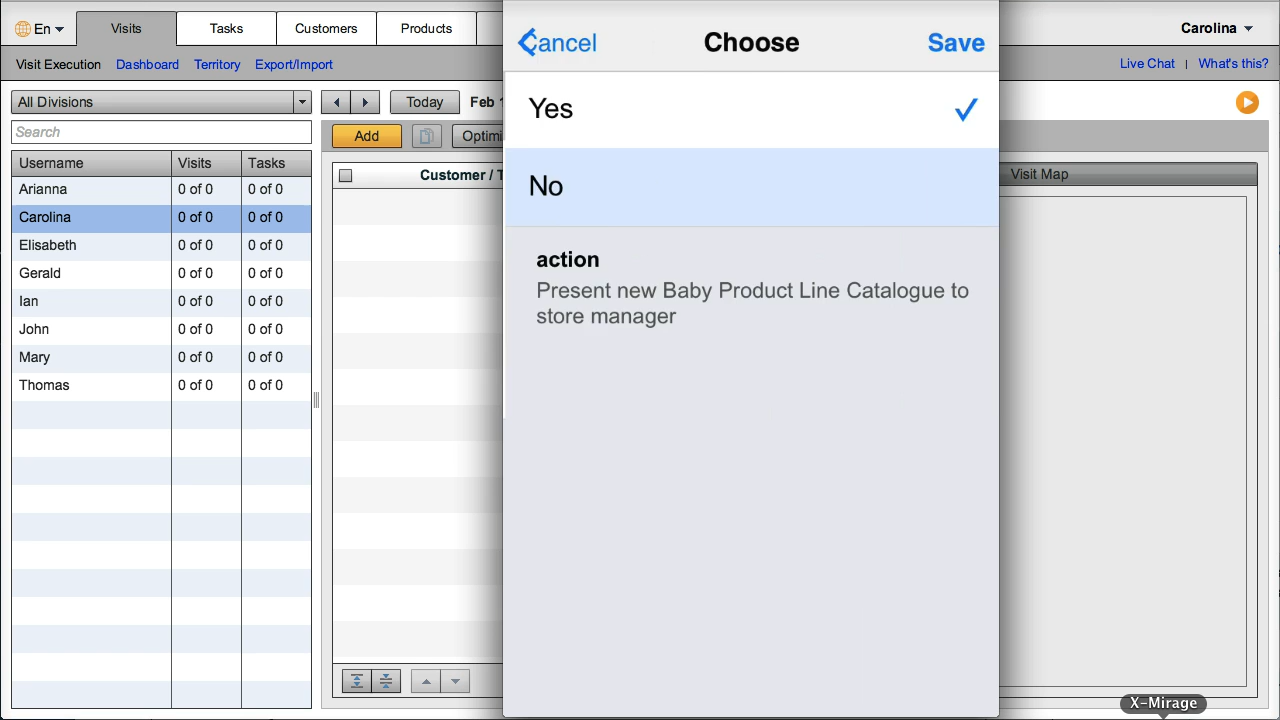 En
Visits
Tasks
Customers
Products
Carolina
Visit Execution
Dashboard
Territory
Export/Import
Live Chat | What's this?
All Divisions
Today
Feb
Search
Add
Optimi
Username Visits Tasks
Arianna 0 of 0 0 of 0
Carolina 0 of 0 0 of 0
Elisabeth 0 of 0 0 of 0
Gerald 0 of 0 0 of 0
Ian 0 of 0 0 of 0
John 0 of 0 0 of 0
Mary 0 of 0 0 of 0
Thomas 0 of 0 0 of 0
Customer / T
Visit Map
Cancel
Choose
Save
Yes
No
action
Present new Baby Product Line Catalogue to
store manager
X-Mirage